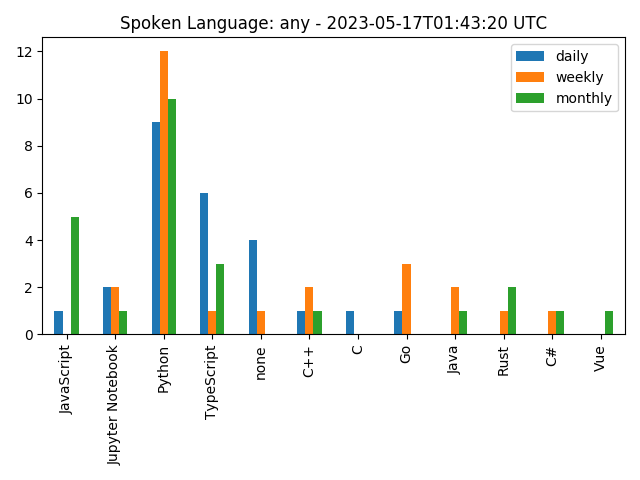 Spoken Language: any - 2023-05-17T01:43:20 UTC
daily
weekly
monthly
12
10
8
6
4
2
0
JavaScript
Jupyter Notebook
Python
TypeScript
none
C++
C
Go
Java
Rust
C#
Vue